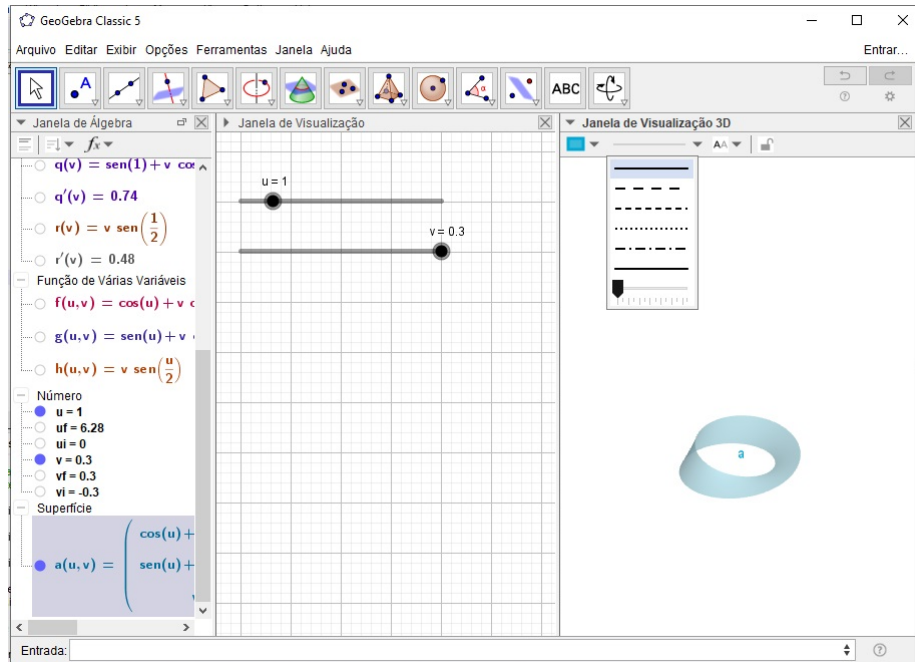 GeoGebra Classic 5
Arquivo Editar Exibir Opções Ferramentas Janela Ajuda
Entrar...
A
α
ABC
Janela de Álgebra
Janela de Visualização
Janela de Visualização 3D
fx
AA
q(v) = sen(1) + v cos
q′(v) = 0.74
r(v) = v sen(1/2)
r′(v) = 0.48
Função de Várias Variáveis
f(u,v) = cos(u) + v c
g(u,v) = sen(u) + v
h(u,v) = v sen(u/2)
Número
u = 1
uf = 6.28
ui = 0
v = 0.3
vf = 0.3
vi = -0.3
Superfície
a(u,v) = ( cos(u) +
sen(u) +
u = 1
v = 0.3
a
Entrada: